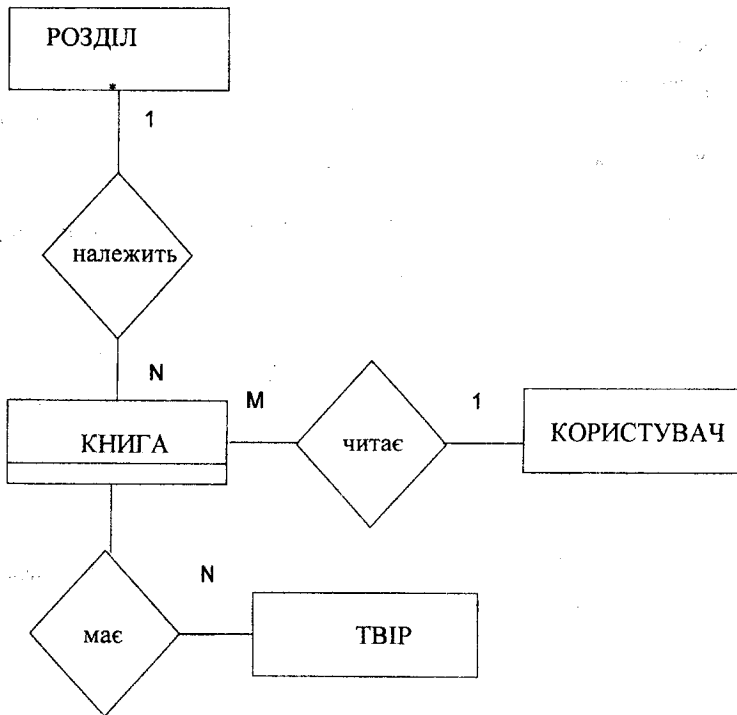 РОЗДІЛ
1
належить
N
M
1
КНИГА
читає
КОРИСТУВАЧ
N
має
ТВІР